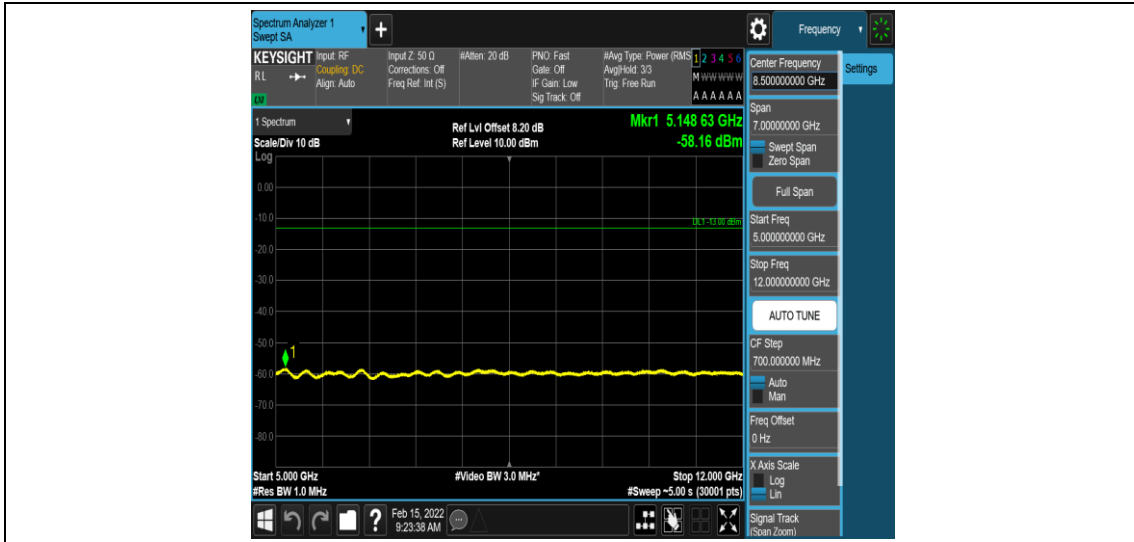 Spectrum Analyzer 1
Swept SA
+
Frequency
KEYSIGHT
RL
Input: RF
Coupling: DC
Align: Auto
Input Z: 50 Ω
Corrections: Off
Freq Ref: Int (S)
#Atten: 20 dB
PNO: Fast
Gate: Off
IF Gain: Low
Sig Track: Off
#Avg Type: Power (RMS
Avg|Hold: 3/3
Trig: Free Run
1 2 3 4 5 6
M W W W W W
A A A A A A
1 Spectrum
Scale/Div 10 dB
Log
Ref Lvl Offset 8.20 dB
Ref Level 10.00 dBm
Mkr1 5.148 63 GHz
-58.16 dBm
0.00
-10.0
DL1 -13.00 dBm
-20.0
-30.0
-40.0
-50.0
1
-60.0
-70.0
-80.0
Start 5.000 GHz
#Video BW 3.0 MHz*
Stop 12.000 GHz
#Res BW 1.0 MHz
#Sweep ~5.00 s (30001 pts)
?
Feb 15, 2022
9:23:38 AM
Center Frequency
8.500000000 GHz
Settings
Span
7.00000000 GHz
Swept Span
Zero Span
Full Span
Start Freq
5.000000000 GHz
Stop Freq
12.000000000 GHz
AUTO TUNE
CF Step
700.000000 MHz
Auto
Man
Freq Offset
0 Hz
X Axis Scale
Log
Lin
Signal Track
(Span Zoom)